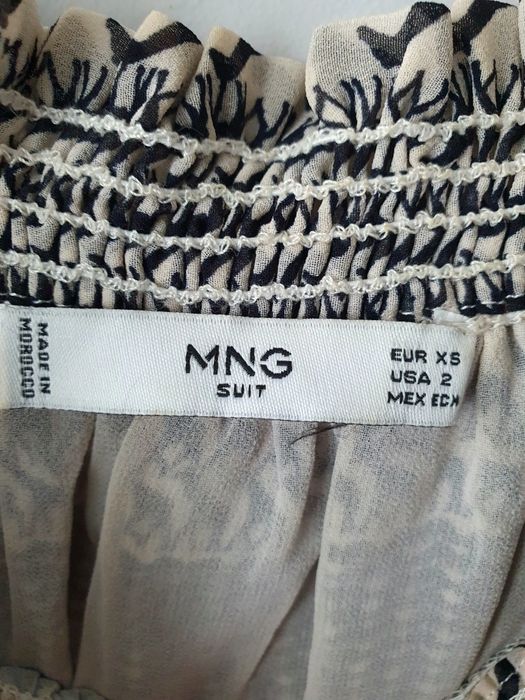 MADE IN
MOROCCO
MNG
SUIT
EUR XS
USA 2
MEX ECH